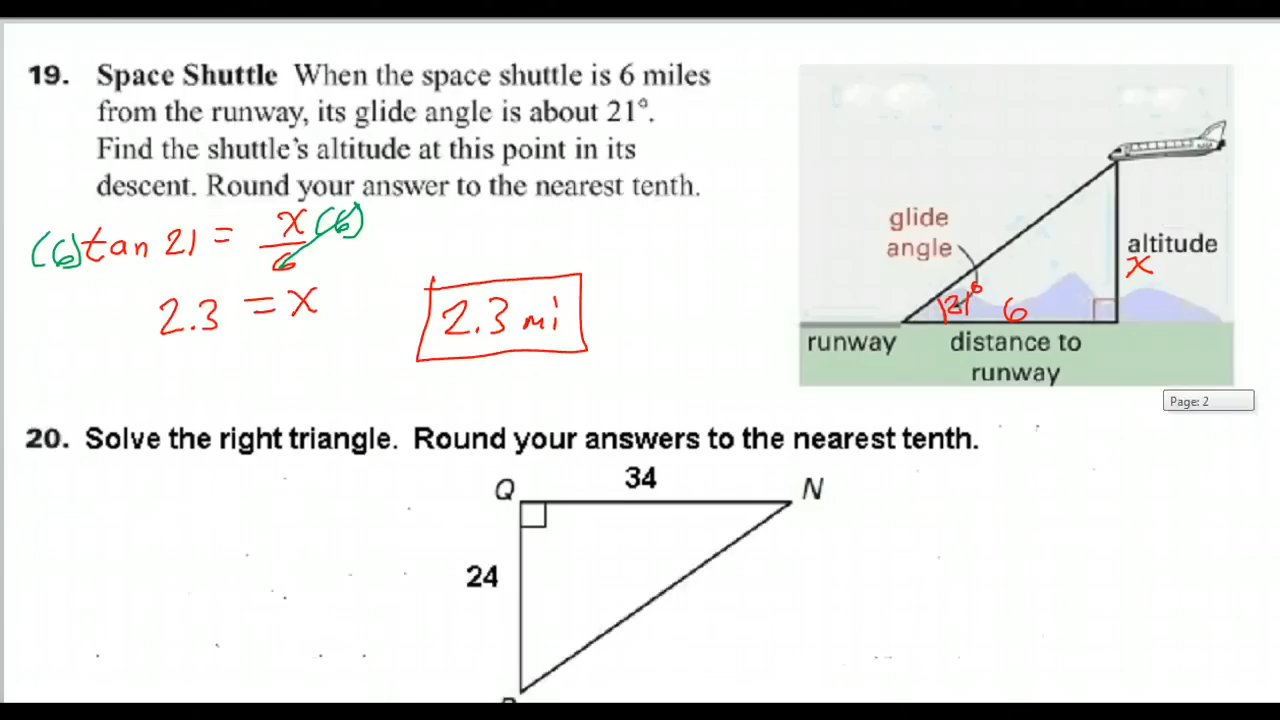 19. Space Shuttle When the space shuttle is 6 miles
from the runway, its glide angle is about 21°.
Find the shuttle's altitude at this point in its
descent. Round your answer to the nearest tenth.
(6) tan 21 = x/6 (6)
2.3 = x
2.3 mi
glide
angle
altitude
x
21°
6
runway
distance to
runway
Page: 2
20. Solve the right triangle. Round your answers to the nearest tenth.
34
Q
N
24